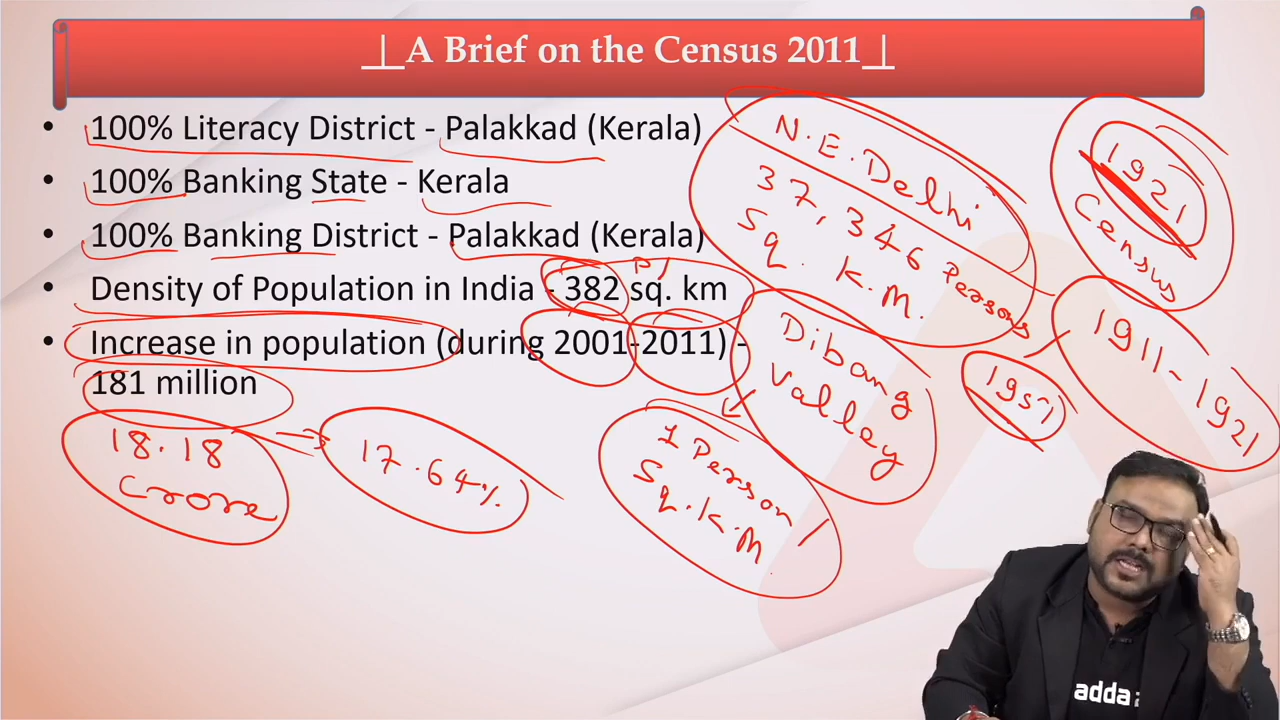 |_A Brief on the Census 2011_|
• 100% Literacy District - Palakkad (Kerala)
• 100% Banking State - Kerala
• 100% Banking District - Palakkad (Kerala)
• Density of Population in India - 382 sq. km
• Increase in population (during 2001-2011) -
181 million
18.18
Crore
17.64%
N.E.Delhi
37,346 Persons
Sq. K.M.
Dibang
Valley
1 Person/
Sq.K.M.
1921
Census
1911-1921
1951
adda